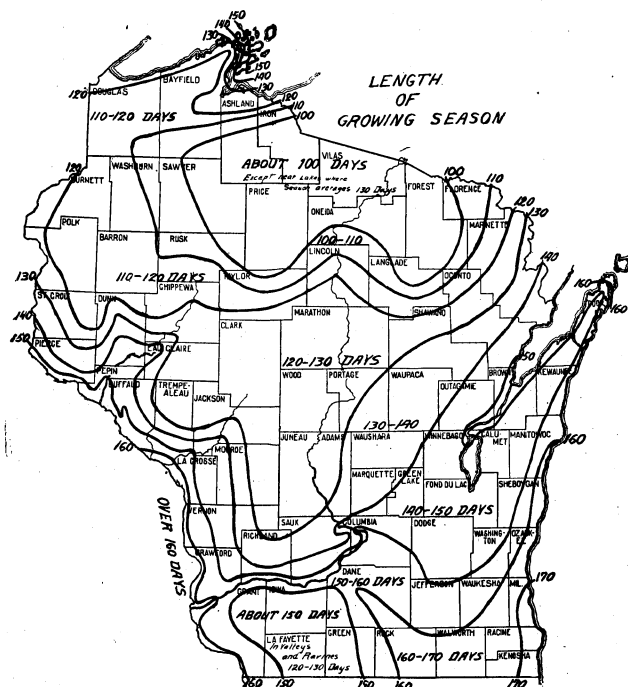 150
140
130
150
140
130
LENGTH
OF
GROWING SEASON
120
DOUGLAS
BAYFIELD
ASHLAND
IRON
120
110
100
110-120 DAYS
ABOUT 100 DAYS
Except near Lakes where
Season averages 130 Days
VILAS
120
BURNETT
WASHBURN
SAWYER
PRICE
ONEIDA
FOREST
100
FLORENCE
110
120
130
MARINETTE
POLK
BARRON
RUSK
100-110
LINCOLN
LANGLADE
OCONTO
140
110-120 DAYS
TAYLOR
CHIPPEWA
130
ST. CROIX
DUNN
MARATHON
SHAWANO
160
DOOR
160
140
CLARK
150
PIERCE
EAU CLAIRE
PEPIN
120-130 DAYS
150
BUFFALO
TREMPE-
ALEAU
JACKSON
WOOD
PORTAGE
WAUPACA
BROWN
KEWAUNEE
OUTAGAMIE
130-140
160
MONROE
JUNEAU
ADAMS
WAUSHARA
WINNEBAGO
CALU-
MET
MANITOWOC
160
LA CROSSE
MARQUETTE
GREEN
LAKE
FOND DU LAC
SHEBOYGAN
OVER 160 DAYS
VERNON
140-150 DAYS
SAUK
COLUMBIA
DODGE
WASHING-
TON
OZAU-
KEE
RICHLAND
CRAWFORD
DANE
150-160 DAYS
JEFFERSON
WAUKESHA
MIL.
170
GRANT
IOWA
ABOUT 150 DAYS
LA FAYETTE
In Valleys
and Ravines
120-130 Days
GREEN
ROCK
WALWORTH
RACINE
160-170 DAYS
KENOSHA
160
150
150
160
170